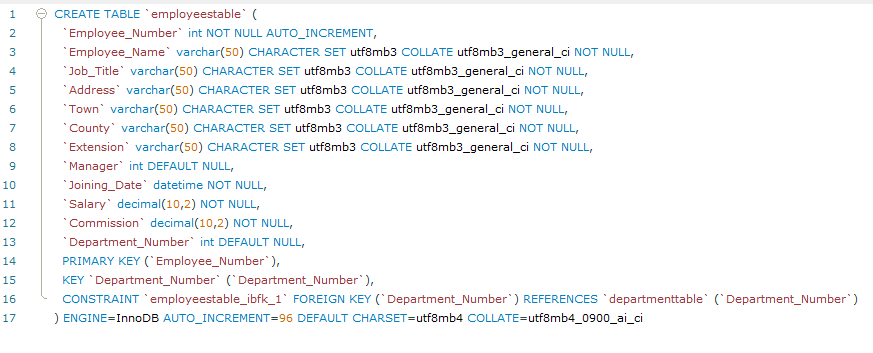 1 CREATE TABLE `employeestable` (
2 `Employee_Number` int NOT NULL AUTO_INCREMENT,
3 `Employee_Name` varchar(50) CHARACTER SET utf8mb3 COLLATE utf8mb3_general_ci NOT NULL,
4 `Job_Title` varchar(50) CHARACTER SET utf8mb3 COLLATE utf8mb3_general_ci NOT NULL,
5 `Address` varchar(50) CHARACTER SET utf8mb3 COLLATE utf8mb3_general_ci NOT NULL,
6 `Town` varchar(50) CHARACTER SET utf8mb3 COLLATE utf8mb3_general_ci NOT NULL,
7 `County` varchar(50) CHARACTER SET utf8mb3 COLLATE utf8mb3_general_ci NOT NULL,
8 `Extension` varchar(50) CHARACTER SET utf8mb3 COLLATE utf8mb3_general_ci NOT NULL,
9 `Manager` int DEFAULT NULL,
10 `Joining_Date` datetime NOT NULL,
11 `Salary` decimal(10,2) NOT NULL,
12 `Commission` decimal(10,2) NOT NULL,
13 `Department_Number` int DEFAULT NULL,
14 PRIMARY KEY (`Employee_Number`),
15 KEY `Department_Number` (`Department_Number`),
16 CONSTRAINT `employeestable_ibfk_1` FOREIGN KEY (`Department_Number`) REFERENCES `departmenttable` (`Department_Number`)
17 ) ENGINE=InnoDB AUTO_INCREMENT=96 DEFAULT CHARSET=utf8mb4 COLLATE=utf8mb4_0900_ai_ci